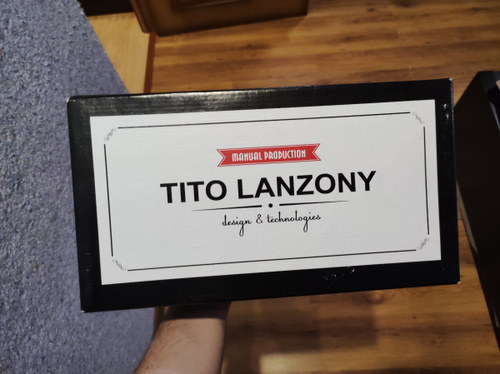 MANUAL PRODUCTION
TITO LANZONY
design & technologies